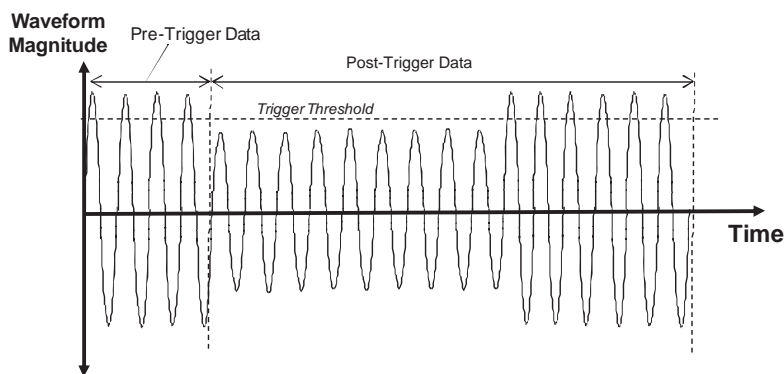 Waveform
Magnitude
Pre-Trigger Data
Post-Trigger Data
Trigger Threshold
Time